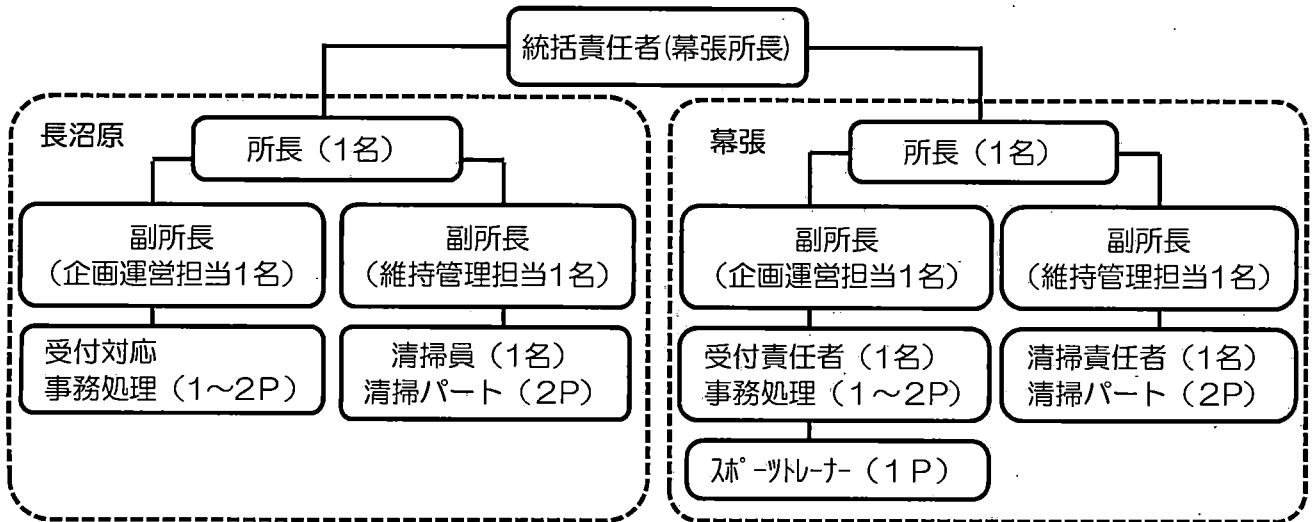 統括責任者(幕張所長)
長沼原
所長（1名）
副所長
（企画運営担当1名）
副所長
（維持管理担当1名）
受付対応
事務処理（1～2P）
清掃員（1名）
清掃パート（2P）
幕張
所長（1名）
副所長
（企画運営担当1名）
副所長
（維持管理担当1名）
受付責任者（1名）
事務処理（1～2P）
清掃責任者（1名）
清掃パート（2P）
ｽﾎﾟｰﾂﾄﾚｰﾅｰ（１P）